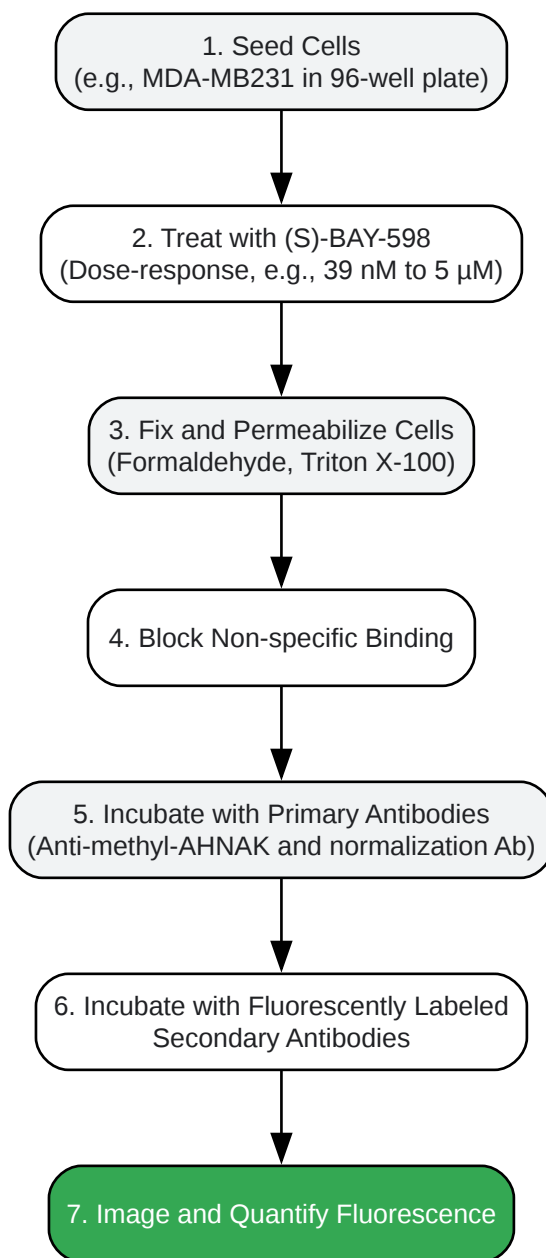 1. Seed Cells
(e.g., MDA-MB231 in 96-well plate)
2. Treat with (S)-BAY-598
(Dose-response, e.g., 39 nM to 5 µM)
3. Fix and Permeabilize Cells
(Formaldehyde, Triton X-100)
4. Block Non-specific Binding
5. Incubate with Primary Antibodies
(Anti-methyl-AHNAK and normalization Ab)
6. Incubate with Fluorescently Labeled
Secondary Antibodies
7. Image and Quantify Fluorescence